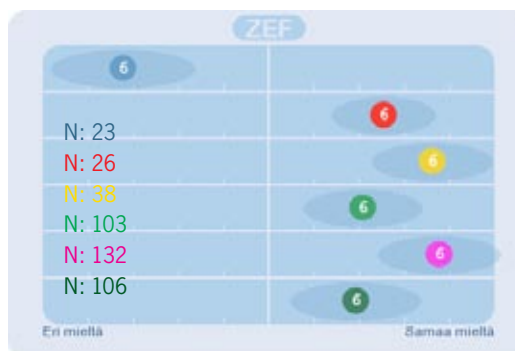 ZEF
6
6
N: 23
N: 26
6
N: 38
6
N: 103
N: 132
6
N: 106
6
Eri mieltä
Samaa mieltä